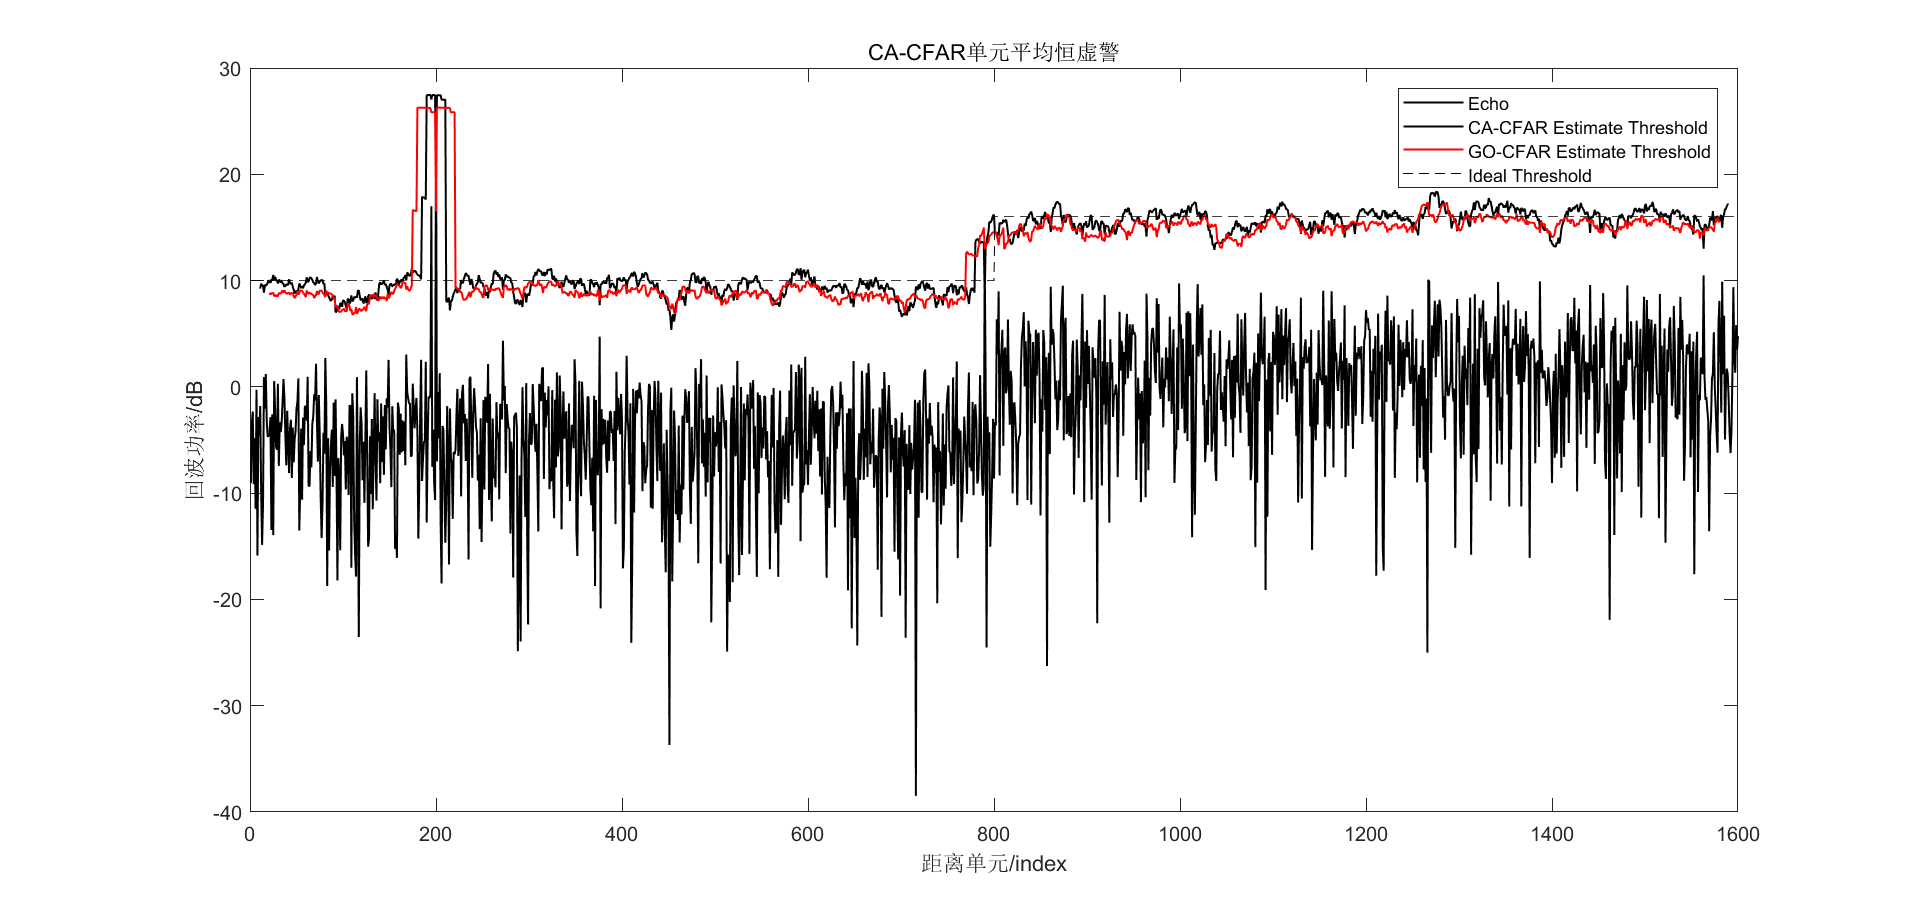 CA-CFAR单元平均恒虚警
30
20
10
0
-10
-20
-30
-40
回波功率/dB
Echo
CA-CFAR Estimate Threshold
GO-CFAR Estimate Threshold
Ideal Threshold
0 200 400 600 800 1000 1200 1400 1600
距离单元/index